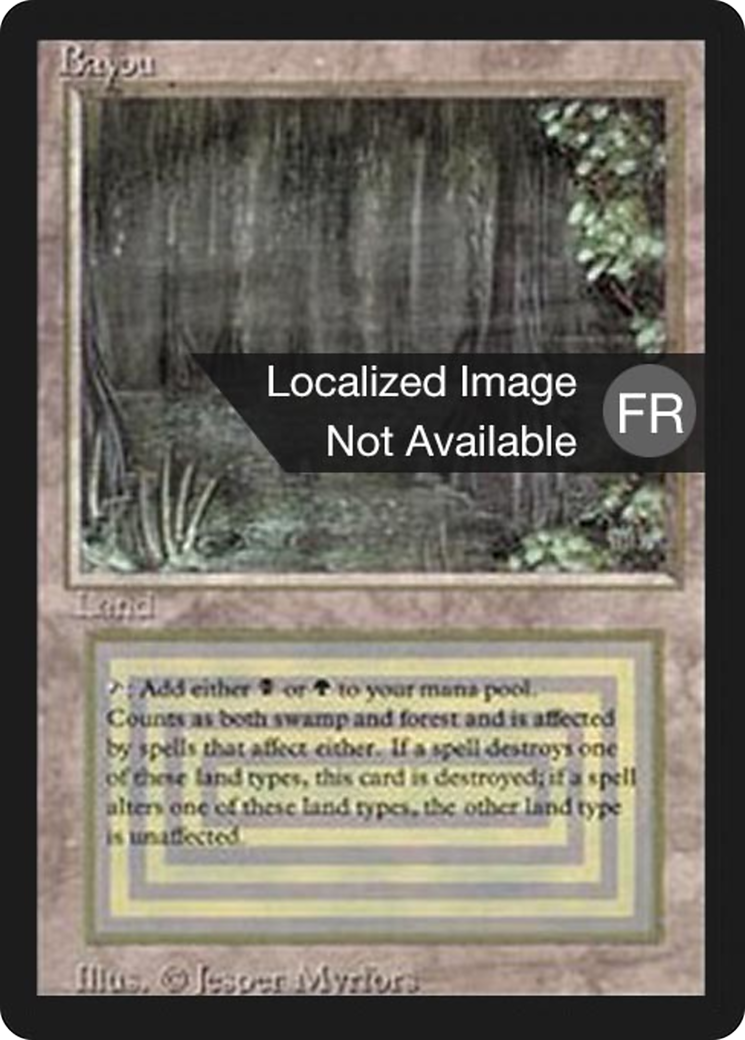 Bayou
Localized Image
Not Available
FR
Land
: Add either or to your mana pool.
Counts as both swamp and forest and is affected
by spells that affect either. If a spell destroys one
of these land types, this card is destroyed; if a spell
alters one of these land types, the other land type
is unaffected.
Illus. © Jesper Myrfors